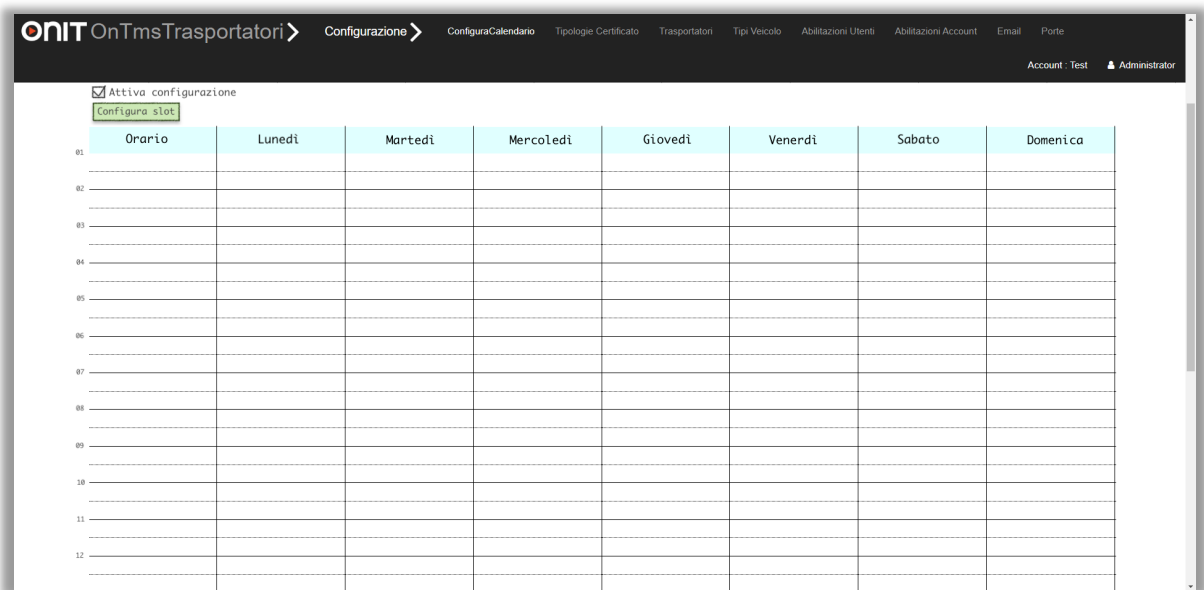 ONIT OnTmsTrasportatori Configurazione ConfiguraCalendario Tipologie Certificato Trasportatori Tipi Veicolo Abilitazioni Utenti Abilitazioni Account Email Porte
Account : Test Administrator
Attiva configurazione
Configura slot
Orario Lunedì Martedì Mercoledì Giovedì Venerdì Sabato Domenica
01
02
03
04
05
06
07
08
09
10
11
12